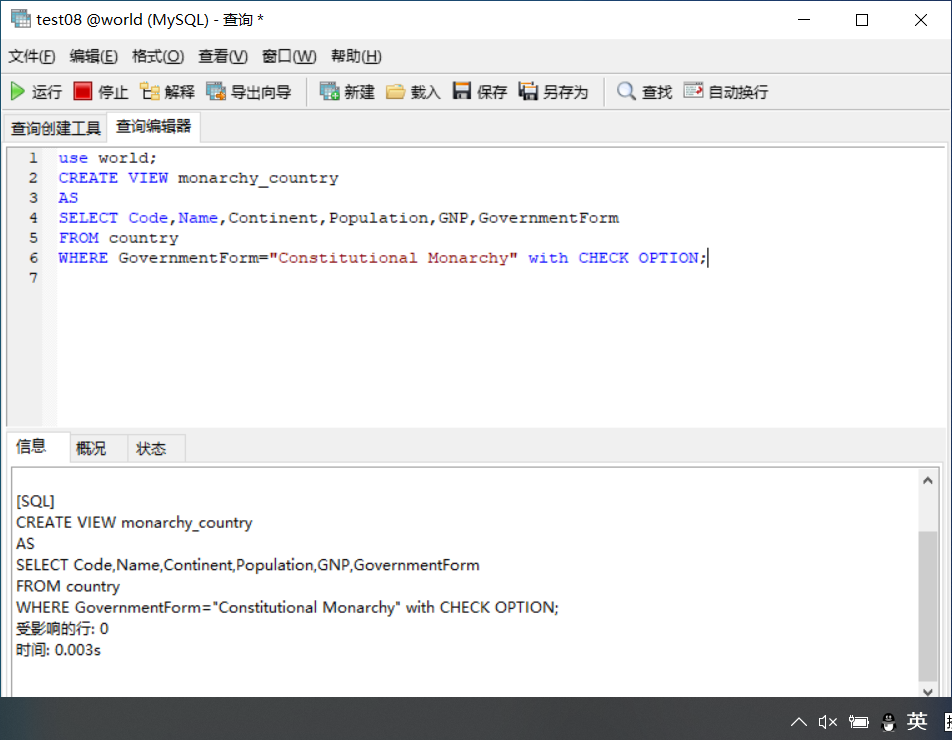 test08 @world (MySQL) - 查询 *
文件(F) 编辑(E) 格式(O) 查看(V) 窗口(W) 帮助(H)
运行 停止 解释 导出向导 新建 载入 保存 另存为 查找 自动换行
查询创建工具 查询编辑器
1 use world;
2 CREATE VIEW monarchy_country
3 AS
4 SELECT Code,Name,Continent,Population,GNP,GovernmentForm
5 FROM country
6 WHERE GovernmentForm="Constitutional Monarchy" with CHECK OPTION;
7
信息 概况 状态
[SQL]
CREATE VIEW monarchy_country
AS
SELECT Code,Name,Continent,Population,GNP,GovernmentForm
FROM country
WHERE GovernmentForm="Constitutional Monarchy" with CHECK OPTION;
受影响的行: 0
时间: 0.003s
英